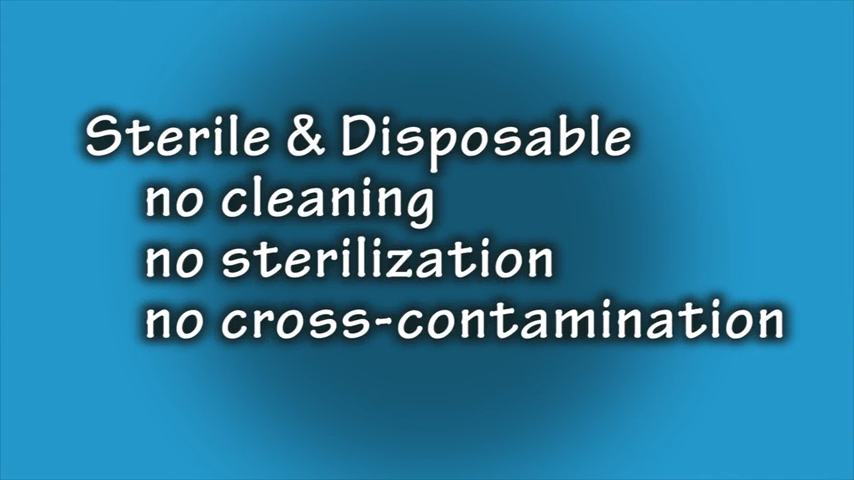 Sterile & Disposable
no cleaning
no sterilization
no cross-contamination